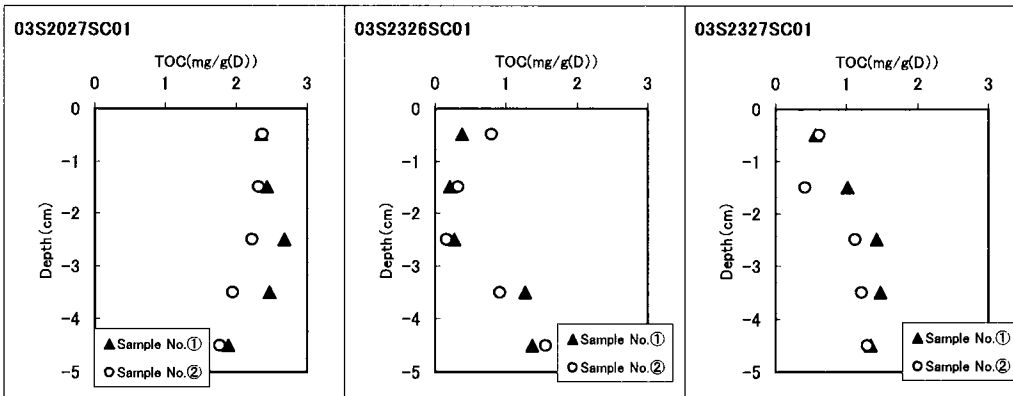 03S2027SC01
TOC(mg/g(D))
0 1 2 3
0
-1
-2
-3
-4
-5
Depth(cm)
▲ Sample No.①
○ Sample No.②
03S2326SC01
TOC(mg/g(D))
0 1 2 3
0
-1
-2
-3
-4
-5
Depth(cm)
▲ Sample No.①
○ Sample No.②
03S2327SC01
TOC(mg/g(D))
0 1 2 3
0
-1
-2
-3
-4
-5
Depth(cm)
▲ Sample No.①
○ Sample No.②